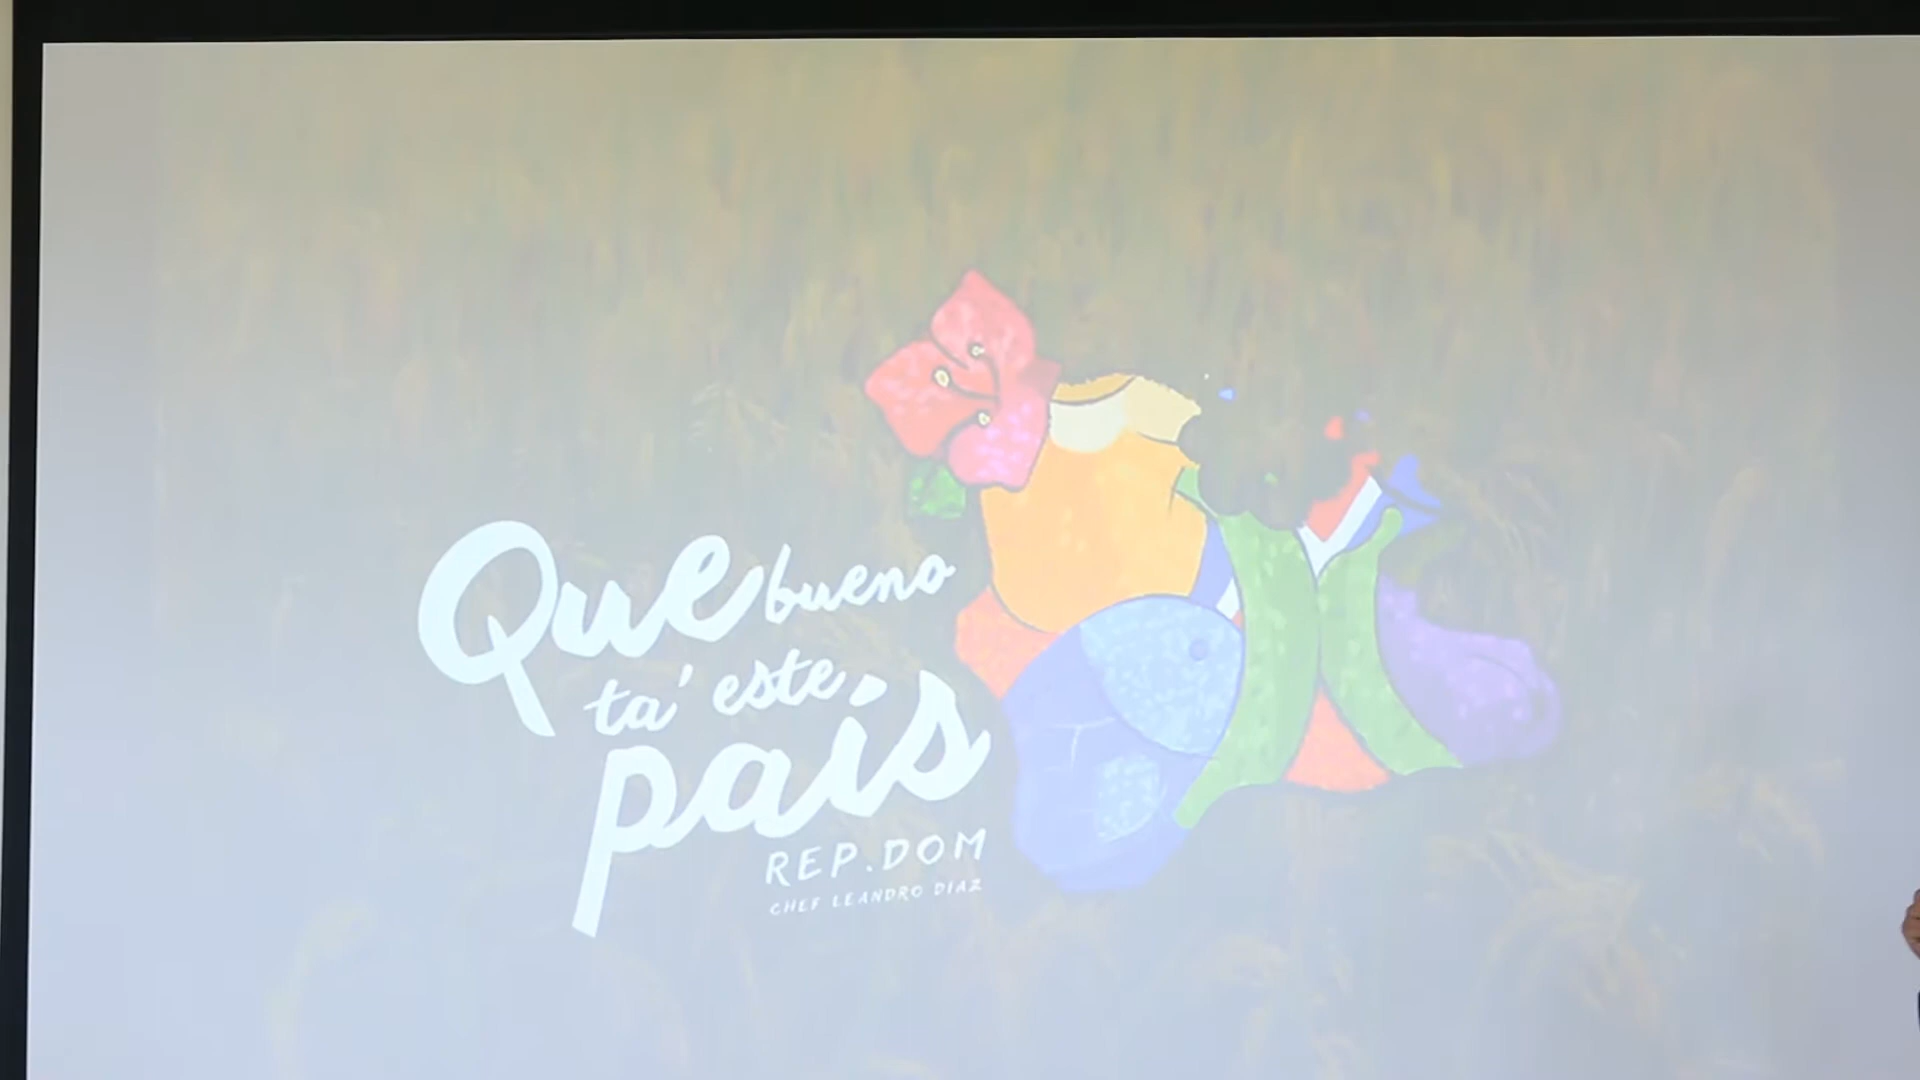 Que bueno
ta' este
país
REP.DOM
CHEF LEANDRO DIAZ